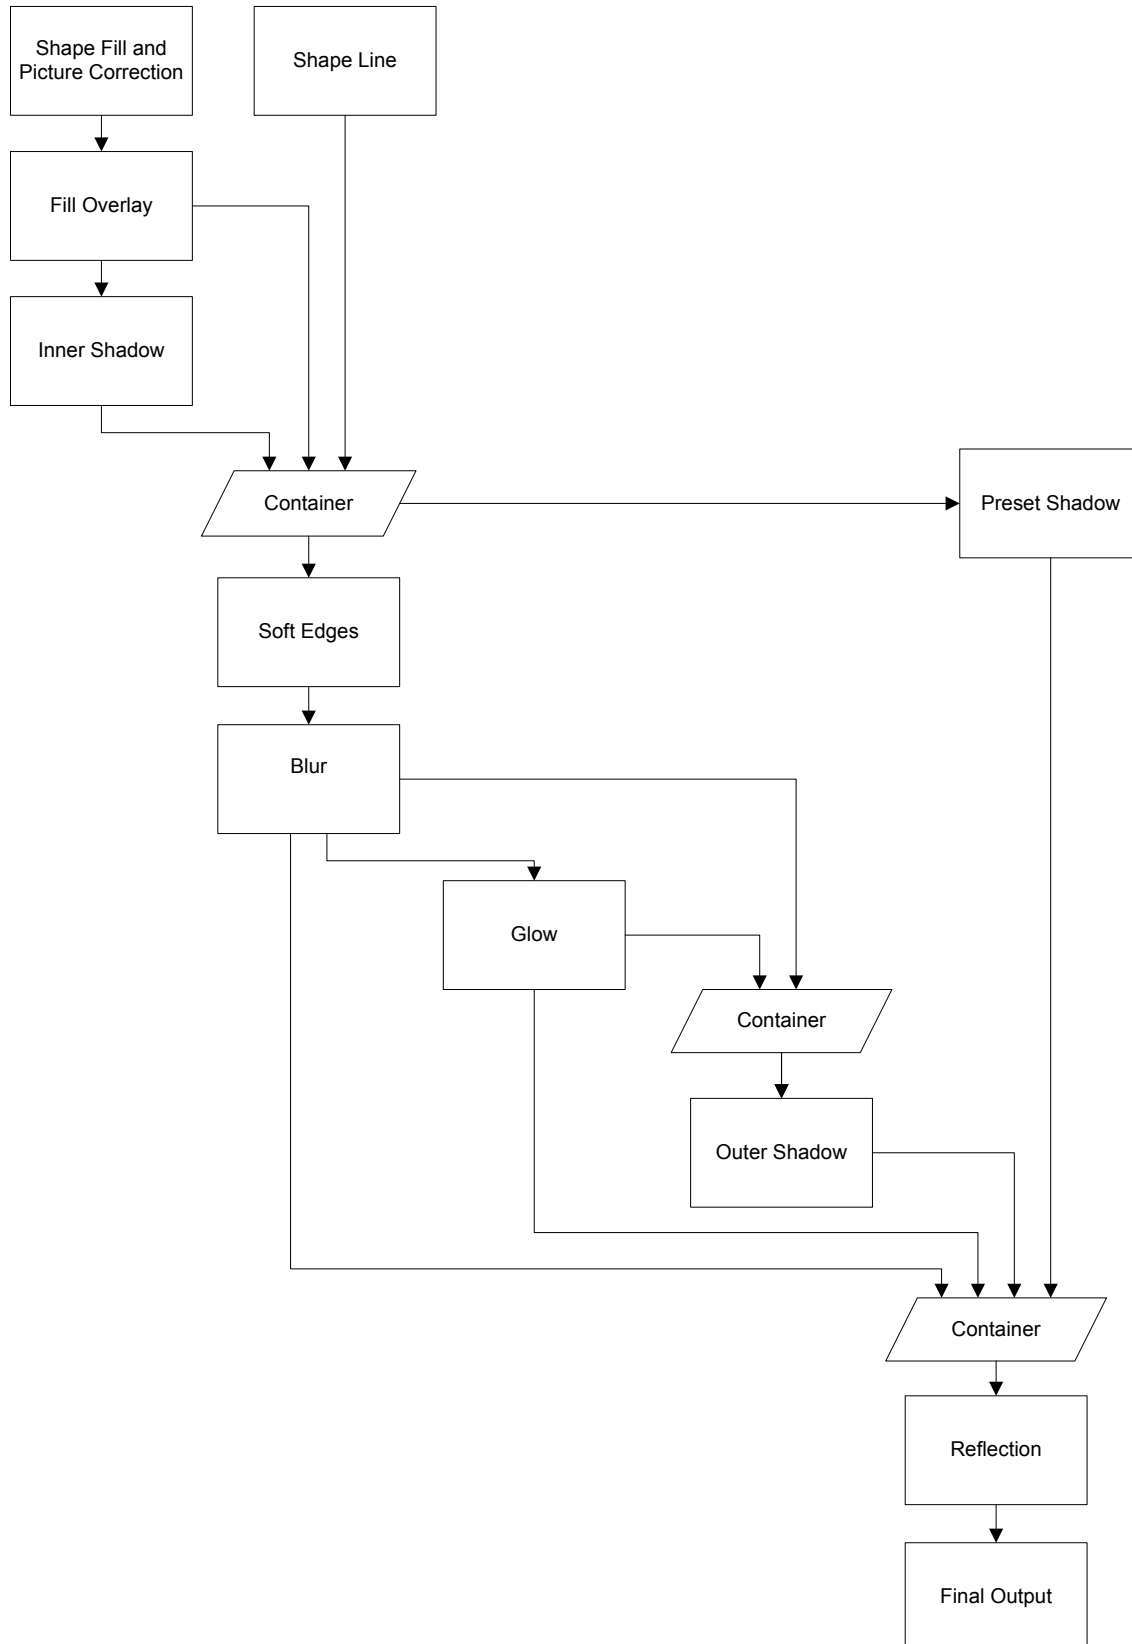 Shape Fill and
Picture Correction
Shape Line
Fill Overlay
Inner Shadow
Container
Preset Shadow
Soft Edges
Blur
Glow
Container
Outer Shadow
Container
Reflection
Final Output